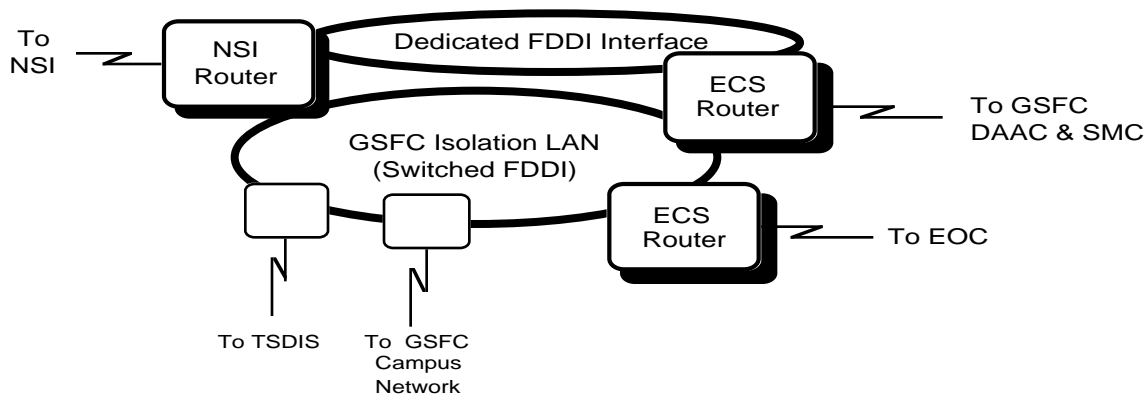 To
NSI
NSI
Router
Dedicated FDDI Interface
ECS
Router
To GSFC
DAAC & SMC
GSFC Isolation LAN
(Switched FDDI)
ECS
Router
To EOC
To TSDIS
To GSFC
Campus
Network